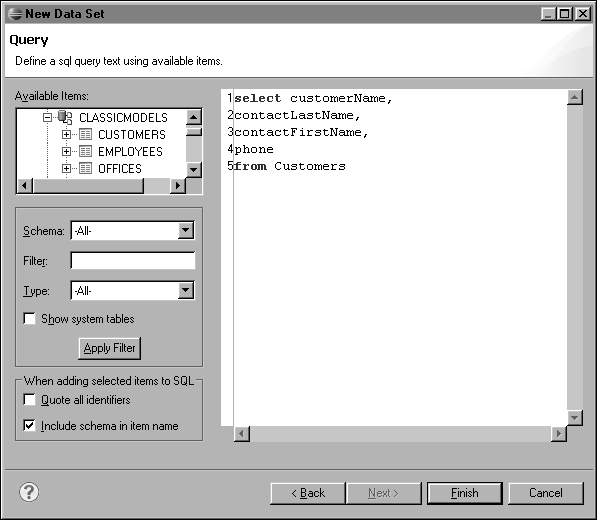 New Data Set
Query
Define a sql query text using available items.
Available Items:
CLASSICMODELS
CUSTOMERS
EMPLOYEES
OFFICES
Schema: -All-
Filter:
Type: -All-
Show system tables
Apply Filter
When adding selected items to SQL
Quote all identifiers
Include schema in item name
1select customerName,
2contactLastName,
3contactFirstName,
4phone
5from Customers
? < Back Next > Finish Cancel